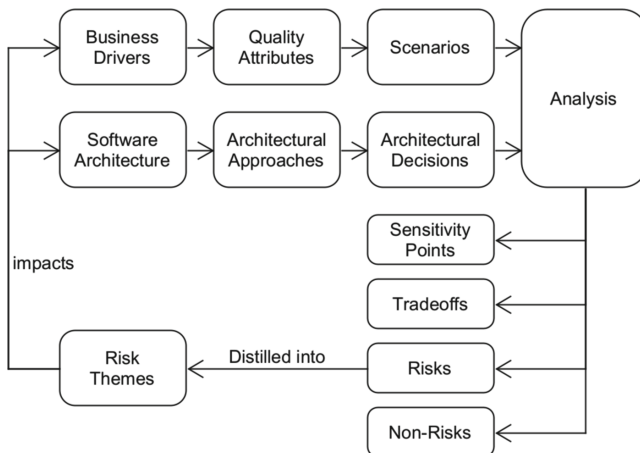 Business
Drivers
Quality
Attributes
Scenarios
Analysis
Software
Architecture
Architectural
Approaches
Architectural
Decisions
Sensitivity
Points
impacts
Tradeoffs
Risk
Themes
Distilled into
Risks
Non-Risks